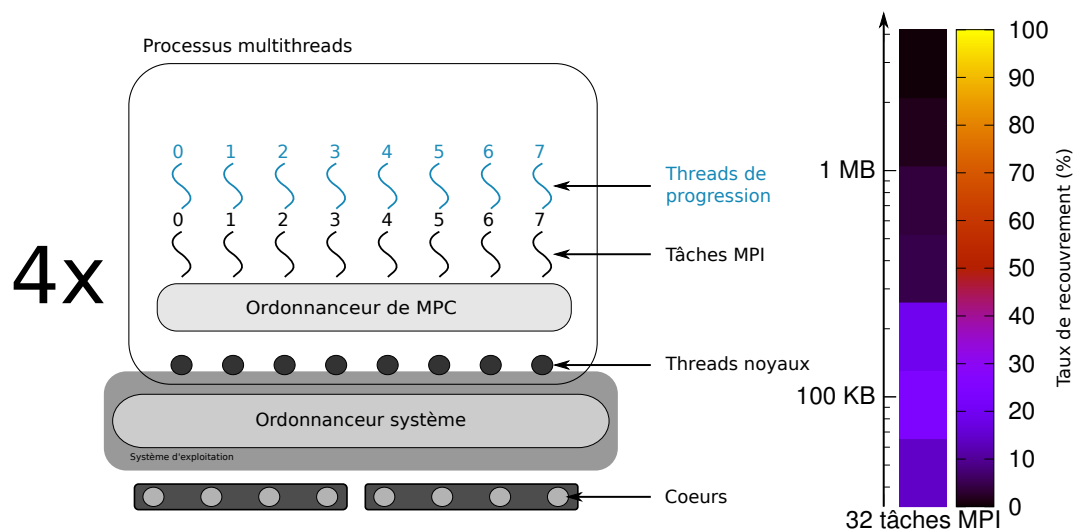 Processus multithreads
4x
0 1 2 3 4 5 6 7
Threads de
progression
0 1 2 3 4 5 6 7
Tâches MPI
Ordonnanceur de MPC
Threads noyaux
Ordonnanceur système
Système d'exploitation
Coeurs
1 MB
100 KB
32 tâches MPI
100
90
80
70
60
50
40
30
20
10
0
Taux de recouvrement (%)